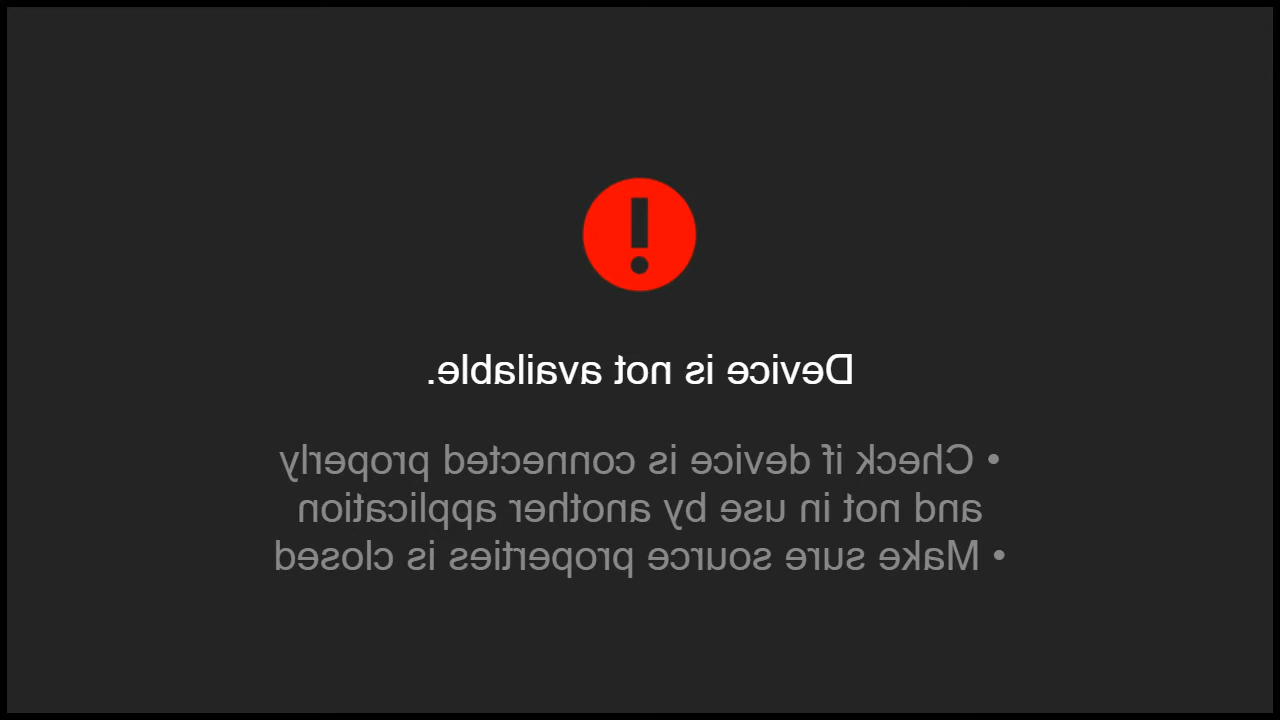 Device is not available.
• Check if device is connected properly
and not in use by another application
• Make sure source properties is closed